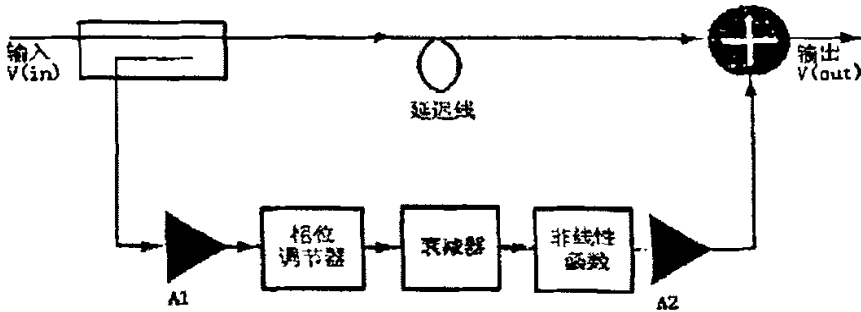 输入
V(in)
延迟线
输出
V(out)
A1
相位
调节器
衰减器
非线性
函数
A2